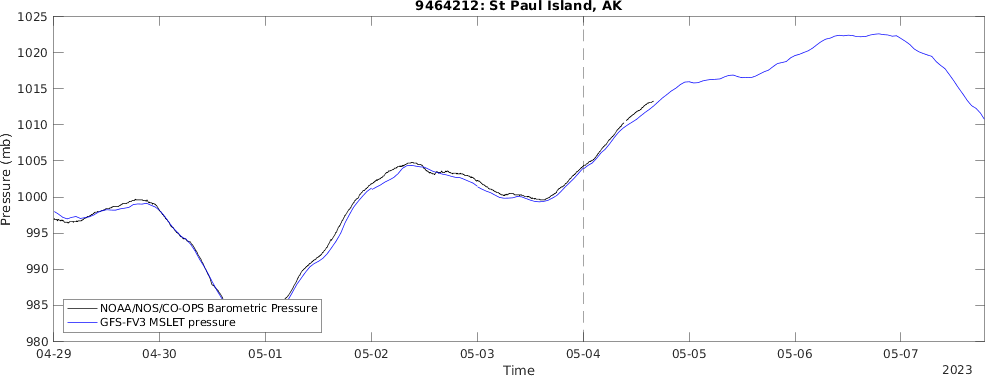 9464212: St Paul Island, AK
1025
1020
1015
1010
1005
1000
995
990
985
980
Pressure (mb)
NOAA/NOS/CO-OPS Barometric Pressure
GFS-FV3 MSLET pressure
04-29 04-30 05-01 05-02 05-03 05-04 05-05 05-06 05-07
Time
2023